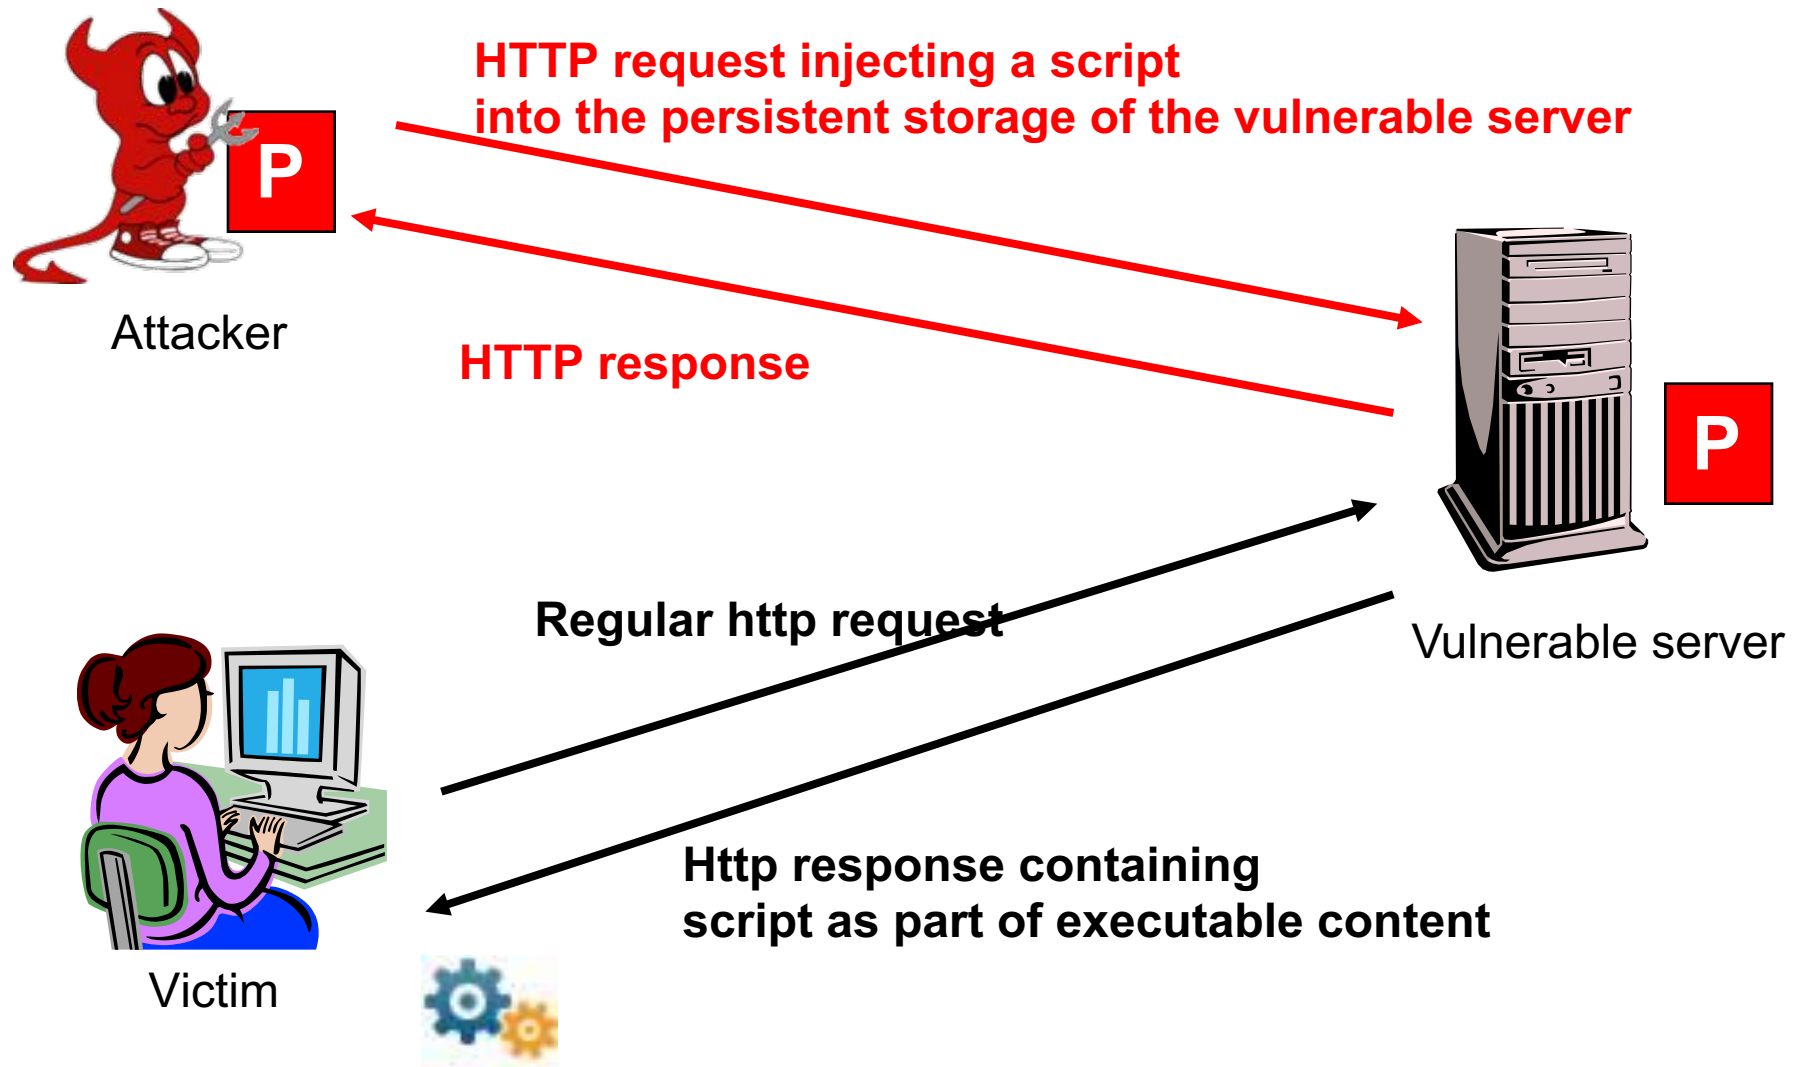 HTTP request injecting a script
into the persistent storage of the vulnerable server
P
Attacker
HTTP response
P
Regular http request
Vulnerable server
Http response containing
script as part of executable content
Victim